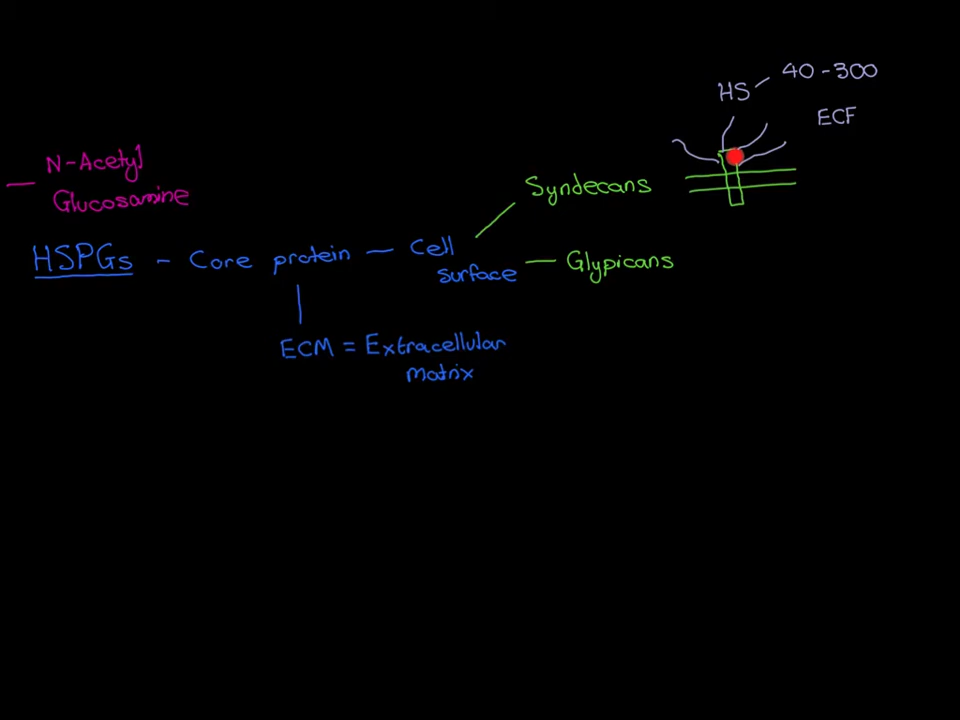 HS - 40-300
ECF
- N-Acetyl
Glucosamine
Syndecans
HSPGs - Core protein - Cell
surface - Glypicans
ECM = Extracellular
matrix